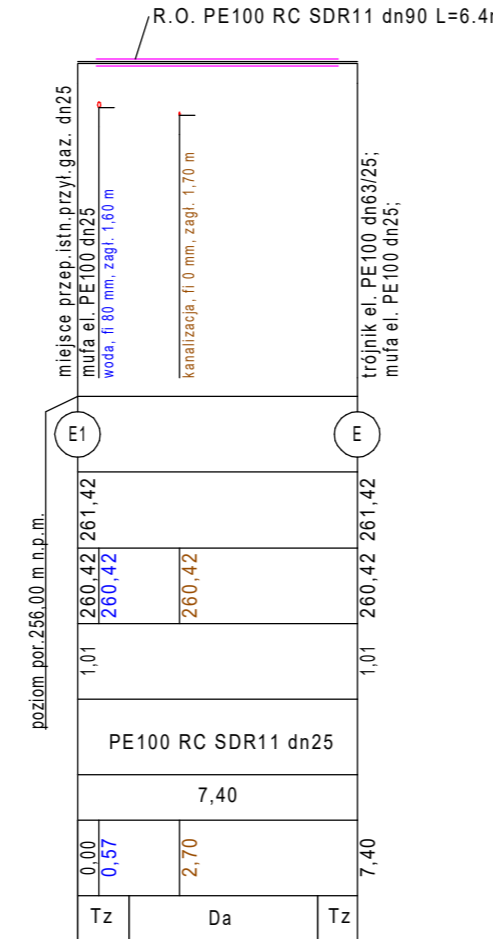 R.O. PE100 RC SDR11 dn90 L=6.4
miejsce przep.istn.przył.gaz. dn25
mufa el. PE100 dn25
woda, fi 80 mm, zagł. 1,60 m
kanalizacja, fi 0 mm, zagł. 1,70 m
trójnik el. PE100 dn63/25;
mufa el. PE100 dn25;
E1
E
poziom por.256,00 m n.p.m.
261,42
261,42
260,42
260,42
260,42
260,42
1,01
1,01
PE100 RC SDR11 dn25
7,40
0,00
0,57
2,70
7,40
Tz
Da
Tz